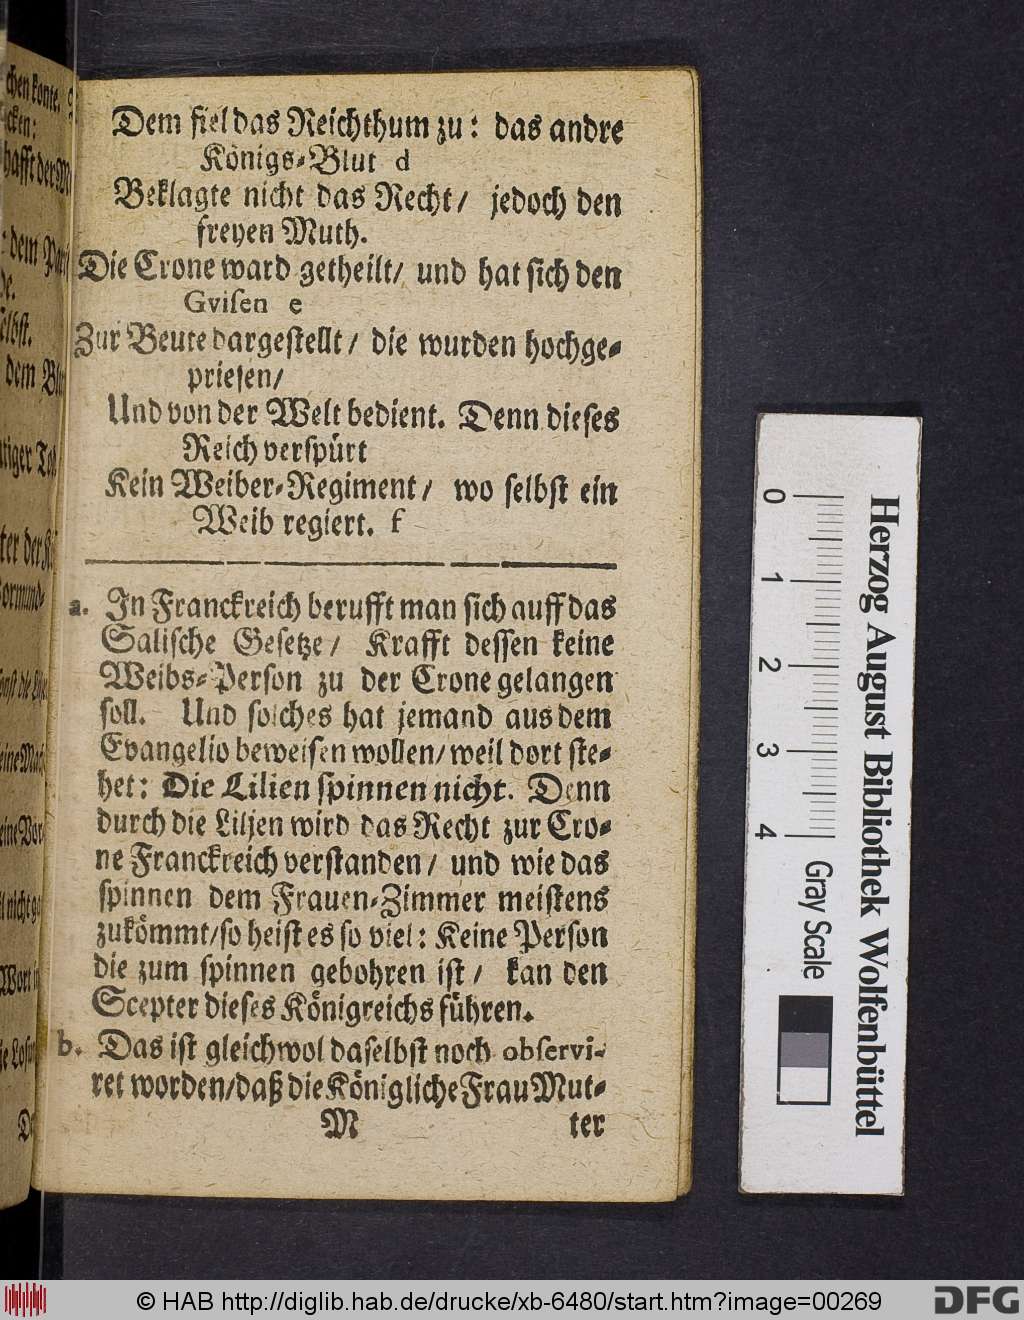 Dem fiel das Reichthum zu: das andre
Königs-Blut d
Beklagte nicht das Recht/ jedoch den
freyen Muth.
Die Crone ward getheilt/ und hat sich den
Gvisen e
Zur Beute dargestellt/ die wurden hochge-
priesen/
Und von der Welt bedient. Denn dieses
Reich verspürt
Kein Weiber-Regiment/ wo selbst ein
Weib regiert. f
a. In Franckreich berufft man sich auff das
Salische Gesetze/ Krafft dessen keine
Weibs-Person zu der Crone gelangen
soll. Und solches hat jemand aus dem
Evangelio beweisen wollen/ weil dort ste-
het: Die Lilien spinnen nicht. Denn
durch die Liljen wird das Recht zur Cro-
ne Franckreich verstanden/ und wie das
spinnen dem Frauen-Zimmer meistens
zukömmt/ so heist es so viel: Keine Person
die zum spinnen gebohren ist/ kan den
Scepter dieses Königreichs führen.
b. Das ist gleichwol daselbst noch observi-
ret worden/ daß die Königliche Frau Mut-
M ter
Herzog August Bibliothek Wolfenbüttel
0 1 2 3 4
Gray Scale
© HAB http://diglib.hab.de/drucke/xb-6480/start.htm?image=00269
DFG